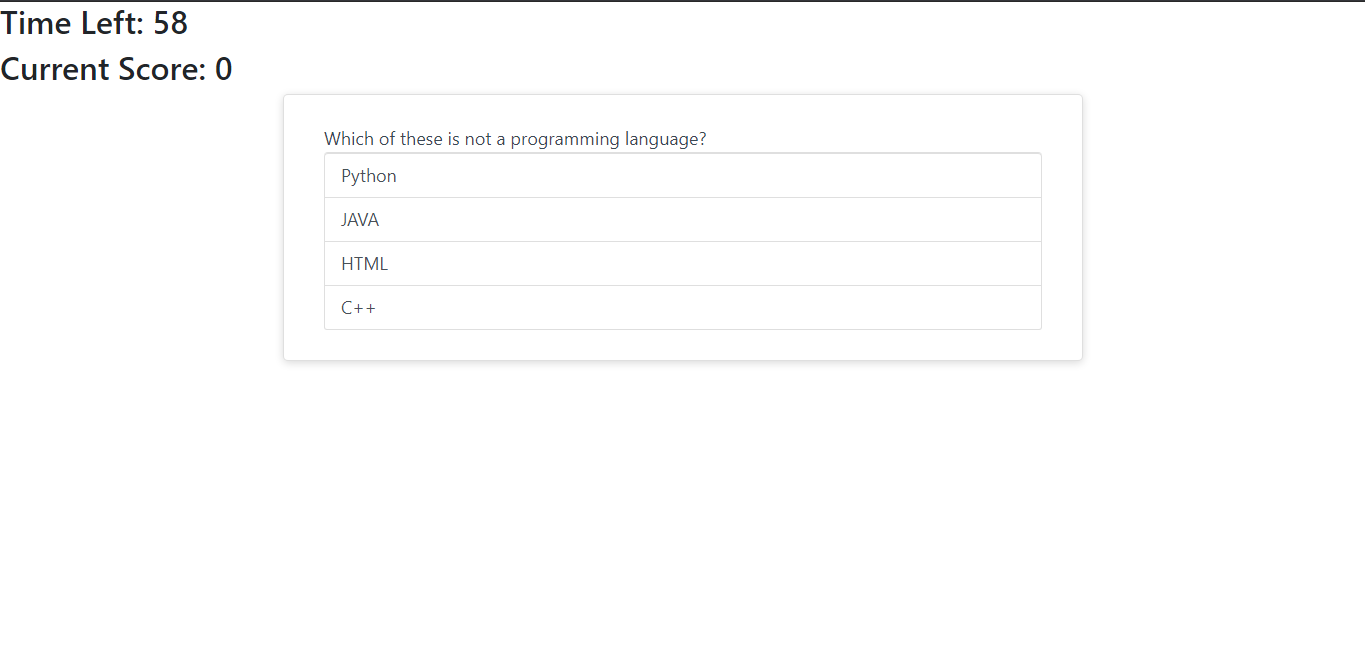 Time Left: 58
Current Score: 0
Which of these is not a programming language?
Python
JAVA
HTML
C++